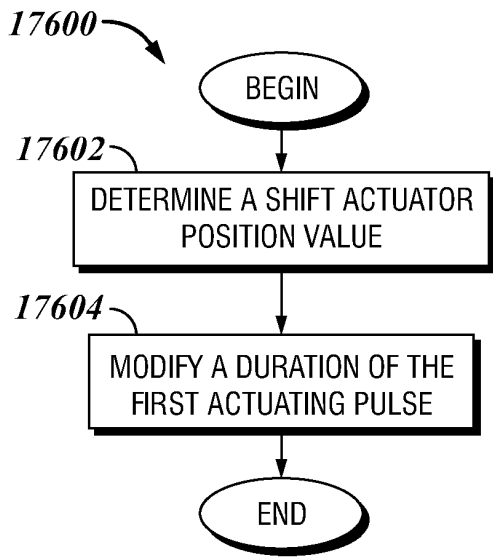 17600
BEGIN
17602
DETERMINE A SHIFT ACTUATOR
POSITION VALUE
17604
MODIFY A DURATION OF THE
FIRST ACTUATING PULSE
END